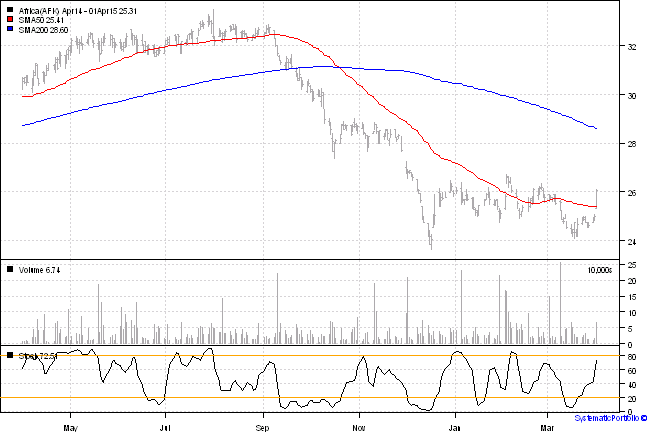 Africa(AFK) Apr14 - 01Apr15 25.31
SMA50 25.41
SMA200 28.60
32
30
28
26
24
Volume 6.74
10,000s
25
20
15
10
5
0
Stock 72.51
80
60
40
20
0
May Jul Sep Nov Jan Mar
SystematicPortfolio ©